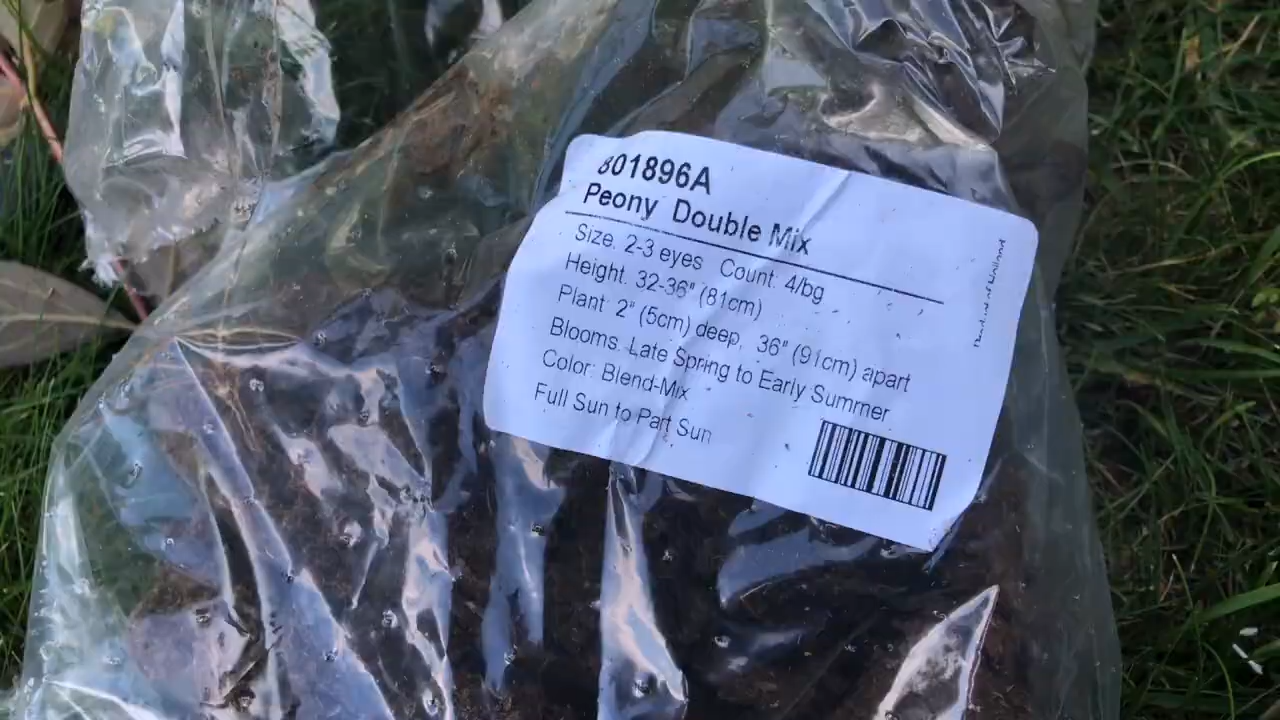 801896A
Peony Double Mix
Size. 2-3 eyes Count: 4/bg
Height. 32-36" (81cm)
Plant 2" (5cm) deep, 36" (91cm) apart
Blooms. Late Spring to Early Summer
Color: Blend-Mix
Full Sun to Part Sun